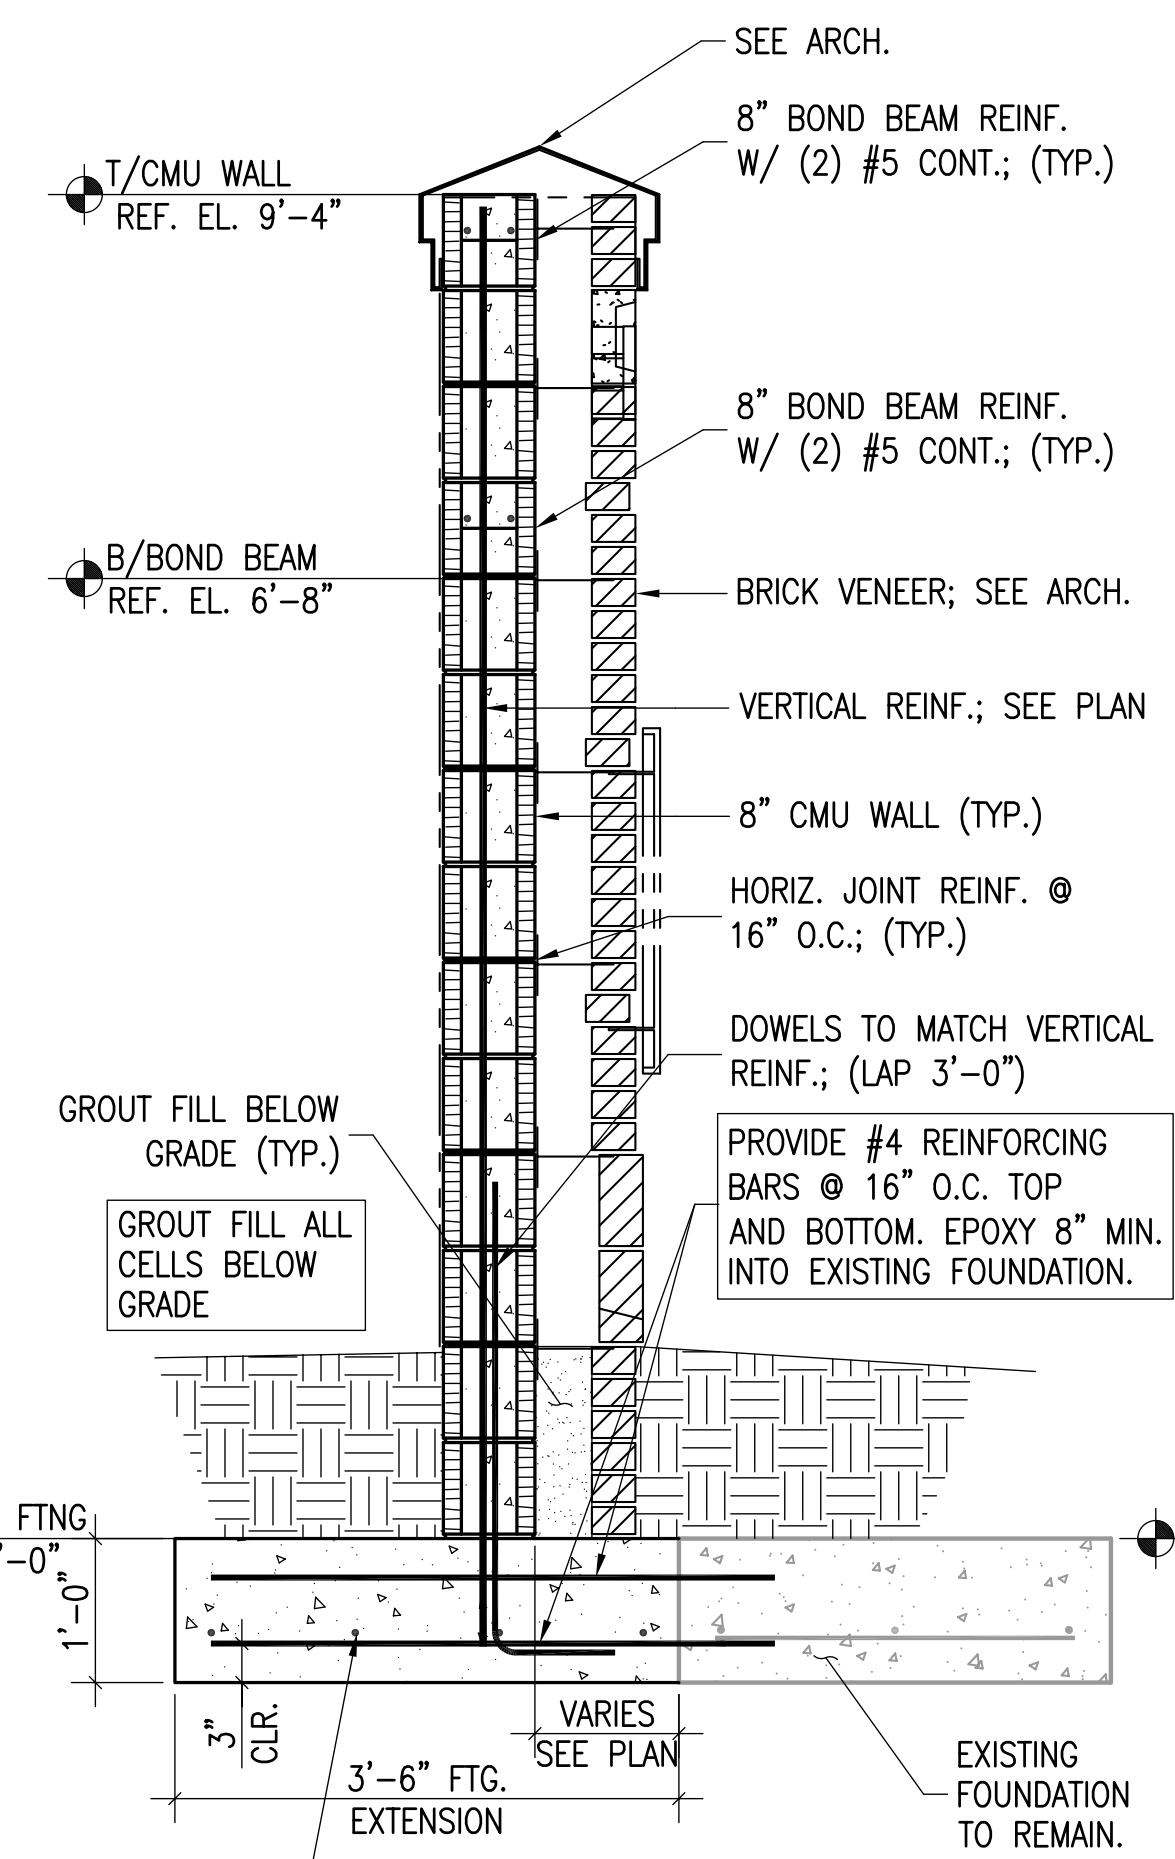 SEE ARCH.
8" BOND BEAM REINF.
W/ (2) #5 CONT.; (TYP.)
T/CMU WALL
REF. EL. 9'-4"
8" BOND BEAM REINF.
W/ (2) #5 CONT.; (TYP.)
B/BOND BEAM
REF. EL. 6'-8"
BRICK VENEER; SEE ARCH.
VERTICAL REINF.; SEE PLAN
8" CMU WALL (TYP.)
HORIZ. JOINT REINF. @
16" O.C.; (TYP.)
DOWELS TO MATCH VERTICAL
REINF.; (LAP 3'-0")
GROUT FILL BELOW
GRADE (TYP.)
PROVIDE #4 REINFORCING
BARS @ 16" O.C. TOP
AND BOTTOM. EPOXY 8" MIN.
INTO EXISTING FOUNDATION.
GROUT FILL ALL
CELLS BELOW
GRADE
FTNG
'-0"
1'-0"
3"
CLR.
VARIES
SEE PLAN
3'-6" FTG.
EXTENSION
EXISTING
FOUNDATION
TO REMAIN.